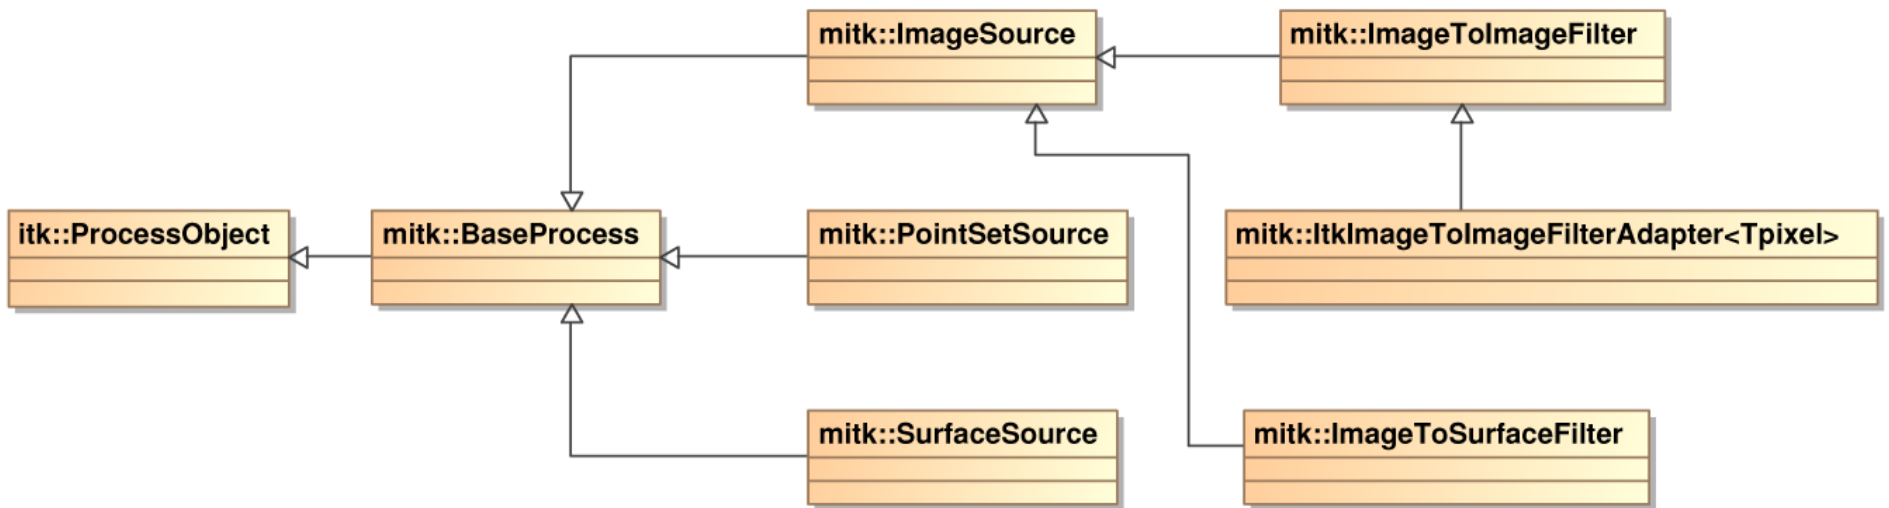 mitk::ImageSource
mitk::ImageToImageFilter
itk::ProcessObject
mitk::BaseProcess
mitk::PointSetSource
mitk::ItkImageToImageFilterAdapter<Tpixel>
mitk::SurfaceSource
mitk::ImageToSurfaceFilter